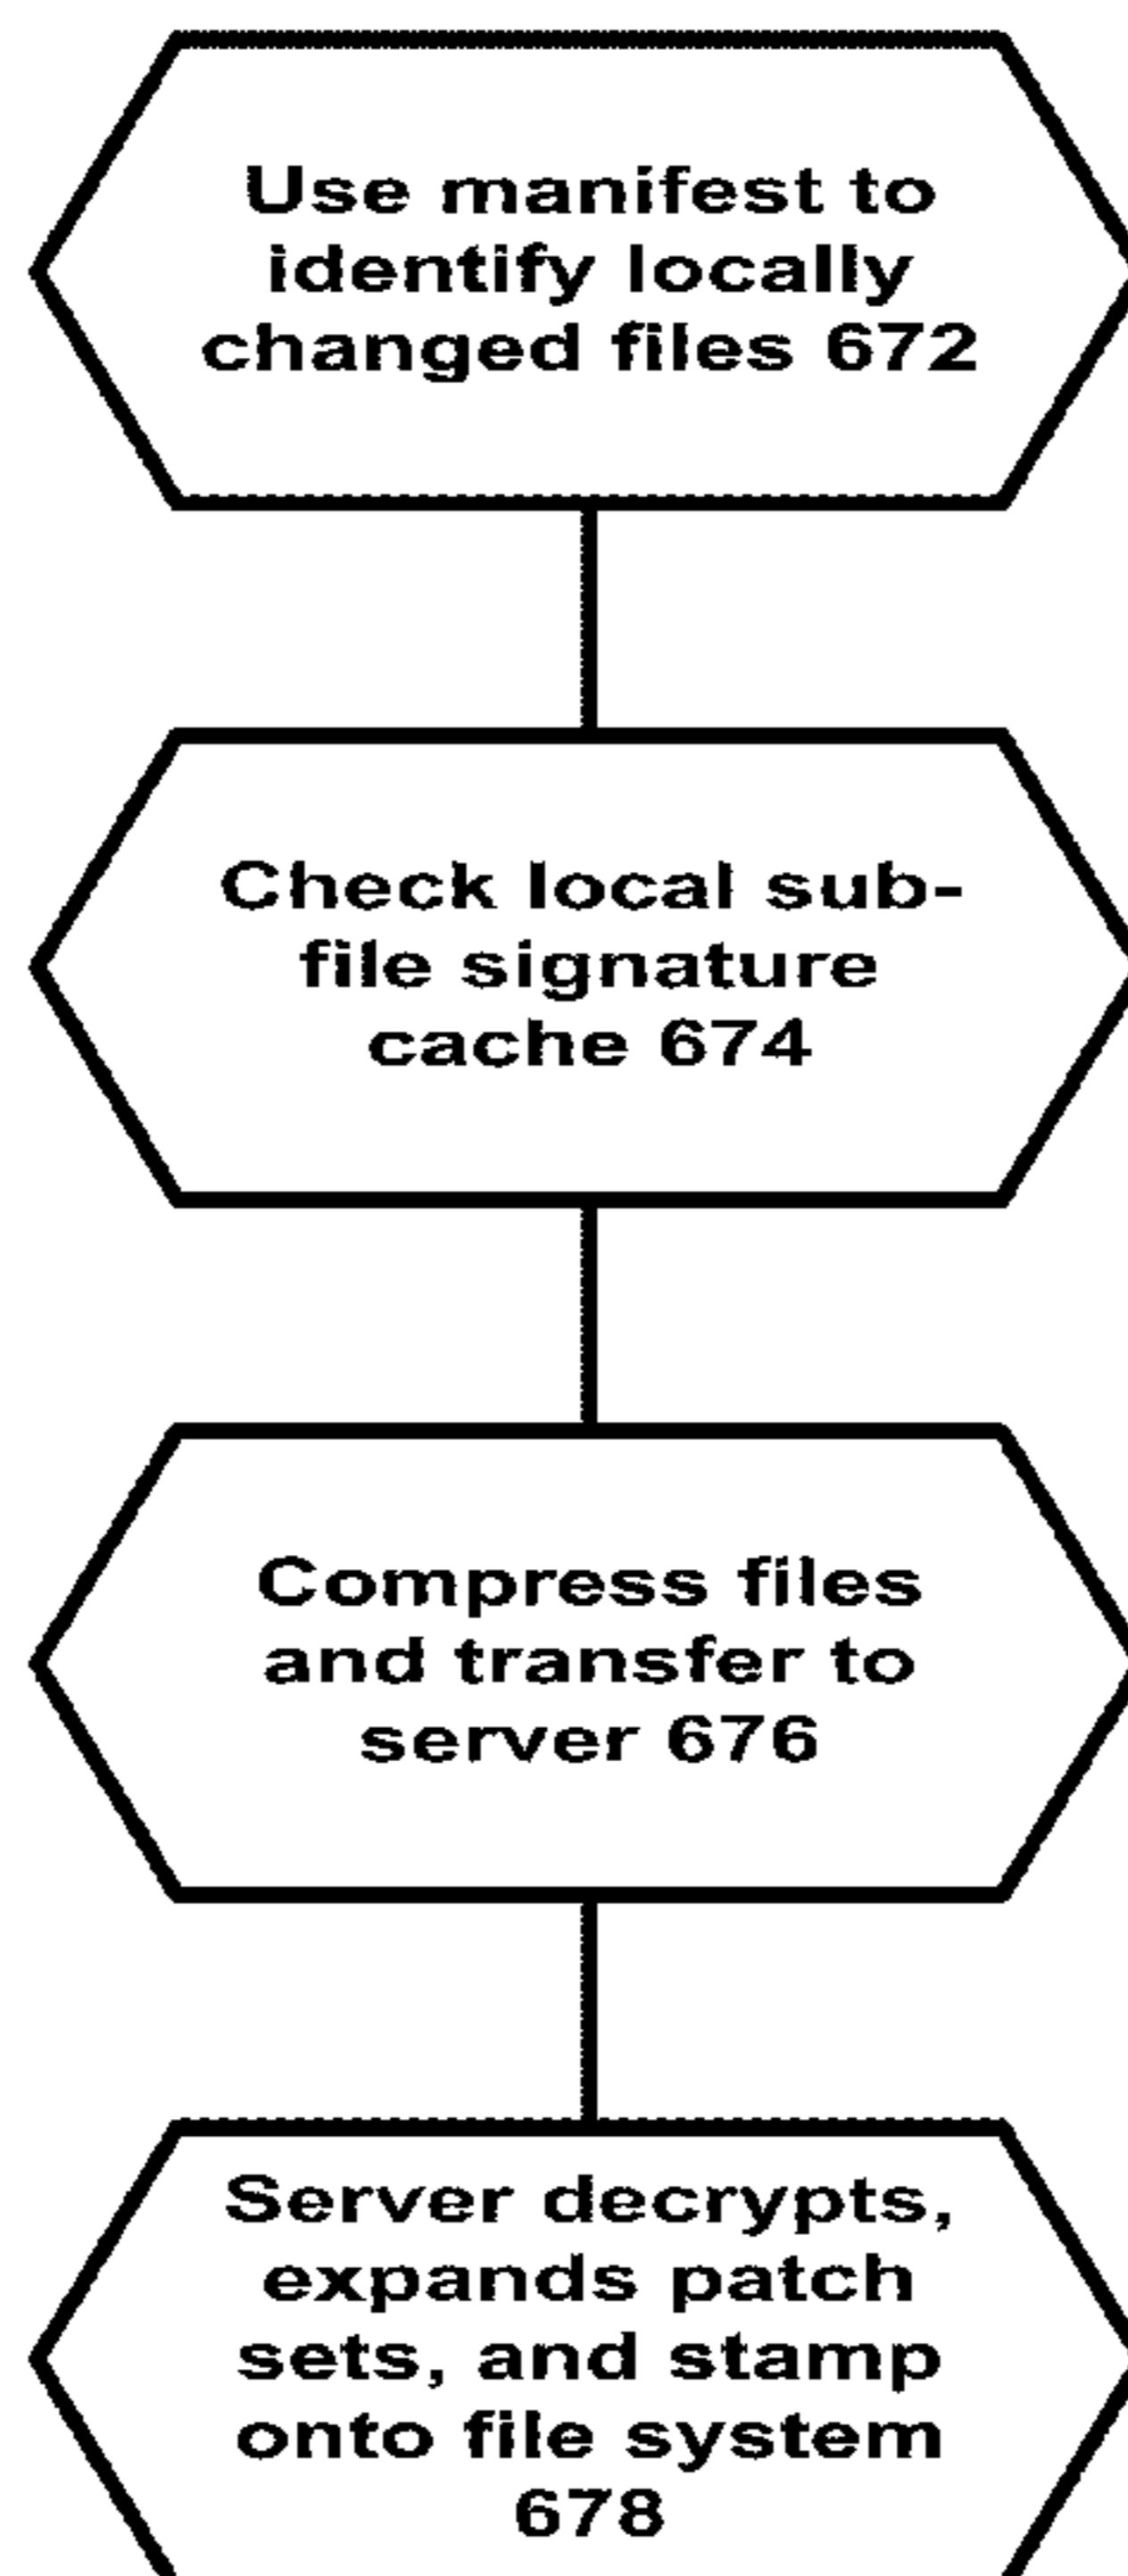 Use manifest to
identify locally
changed files 672
Check local sub-
file signature
cache 674
Compress files
and transfer to
server 676
Server decrypts,
expands patch
sets, and stamp
onto file system
678